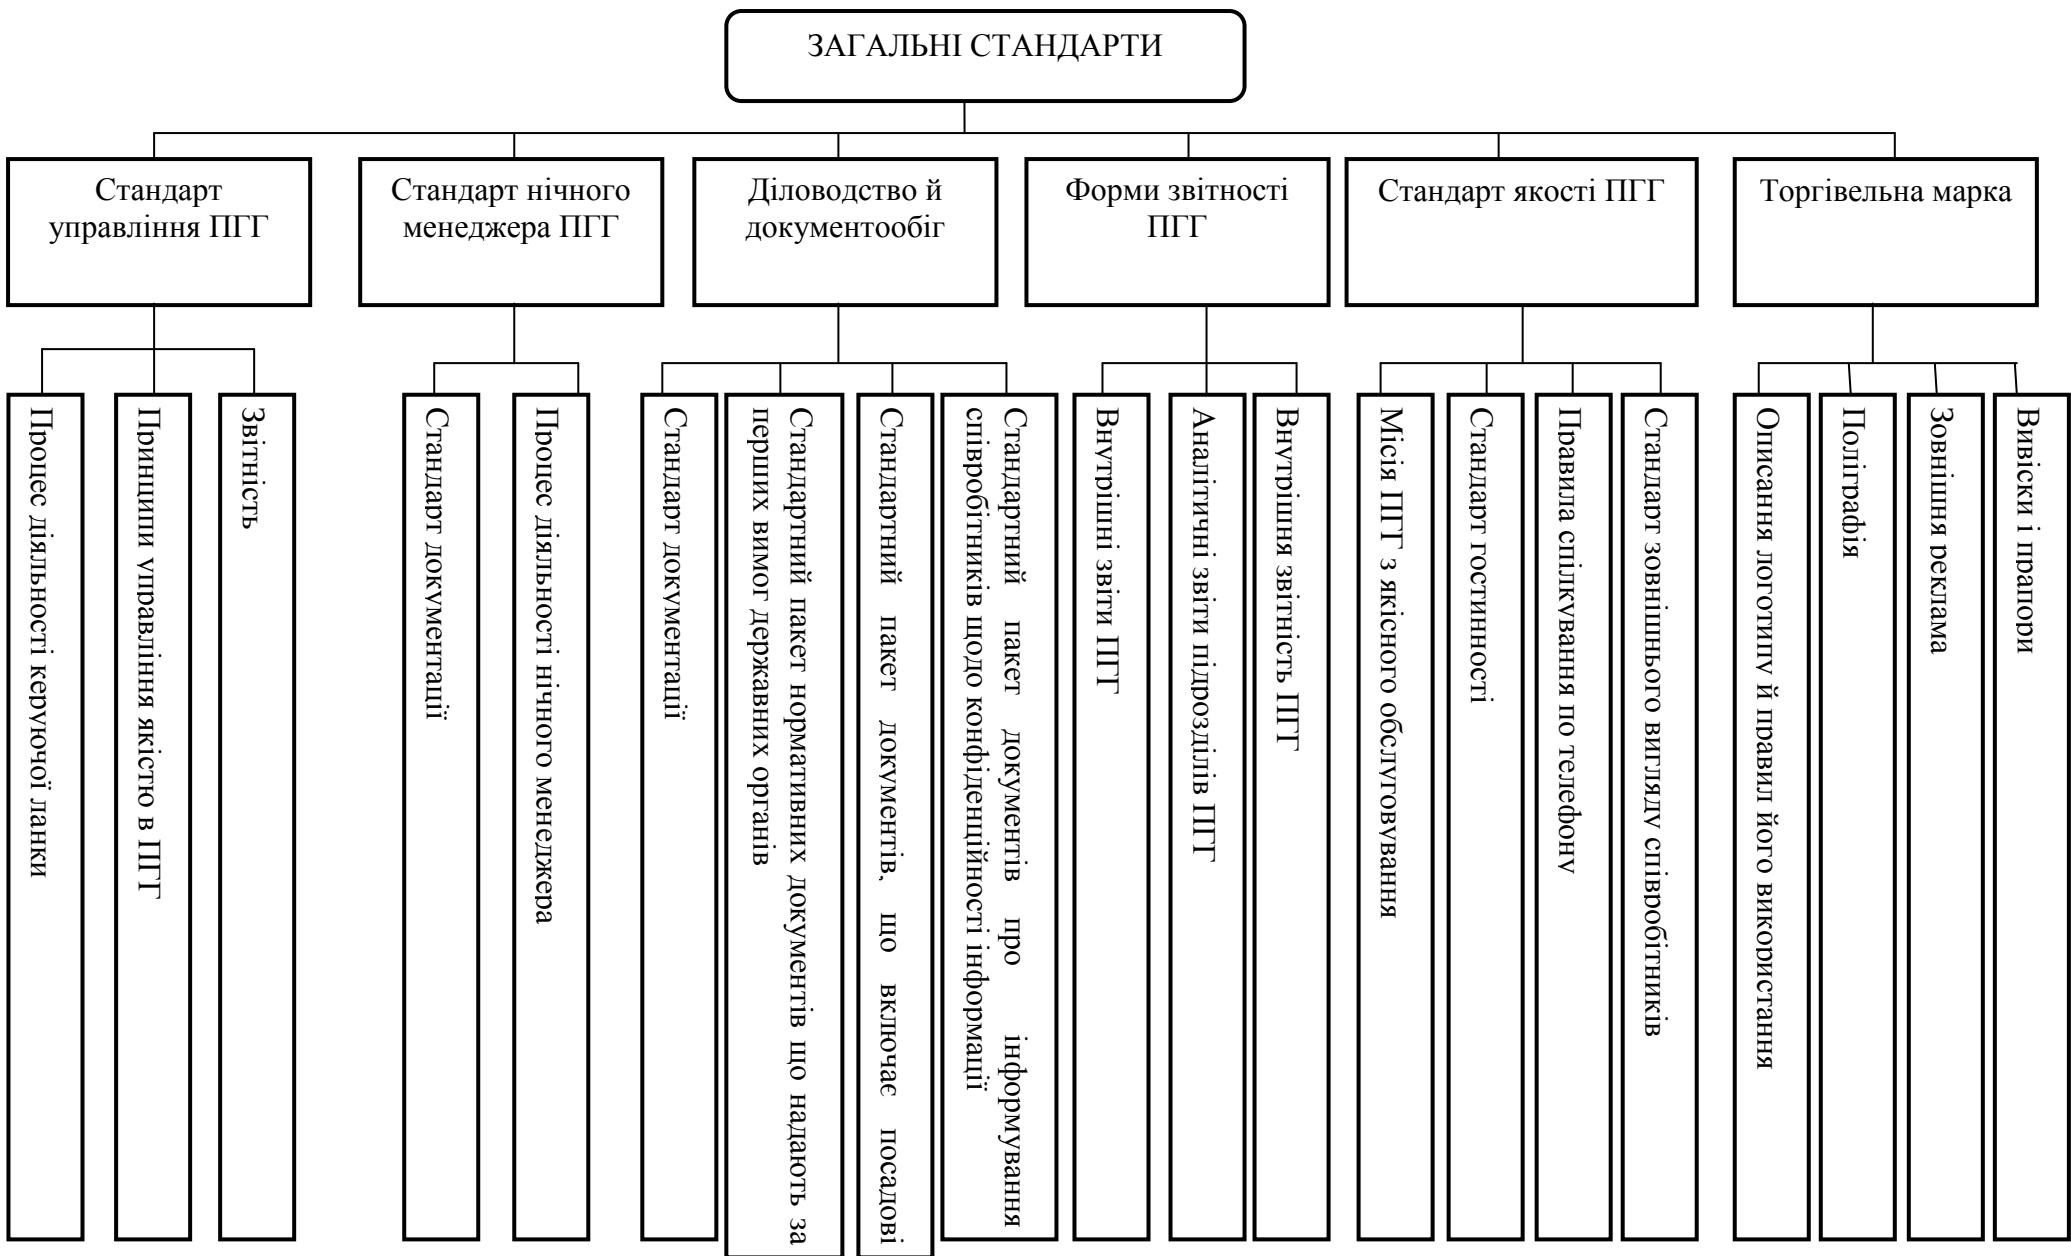 ЗАГАЛЬНІ СТАНДАРТИ
Стандарт
управління ПГГ
Стандарт нічного
менеджера ПГГ
Діловодство й
документообіг
Форми звітності
ПГГ
Стандарт якості ПГГ
Торгівельна марка
Процес діяльності керуючої ланки
Принципи управління якістю в ПГГ
Звітність
Стандарт документації
Процес діяльності нічного менеджера
Стандарт документації
Стандартний пакет нормативних документів що надають за
перших вимог державних органів
Стандартний пакет документів, що включає посадові
Стандартний пакет документів про інформування
співробітників щодо конфіденційності інформації
Внутрішні звіти ПГГ
Аналітичні звіти підрозділів ПГГ
Внутрішня звітність ПГГ
Місія ПГГ з якісного обслуговування
Стандарт гостинності
Правила спілкування по телефону
Стандарт зовнішнього вигляду співробітників
Описання логотипу й правил його використання
Поліграфія
Зовнішня реклама
Вивіски і прапори